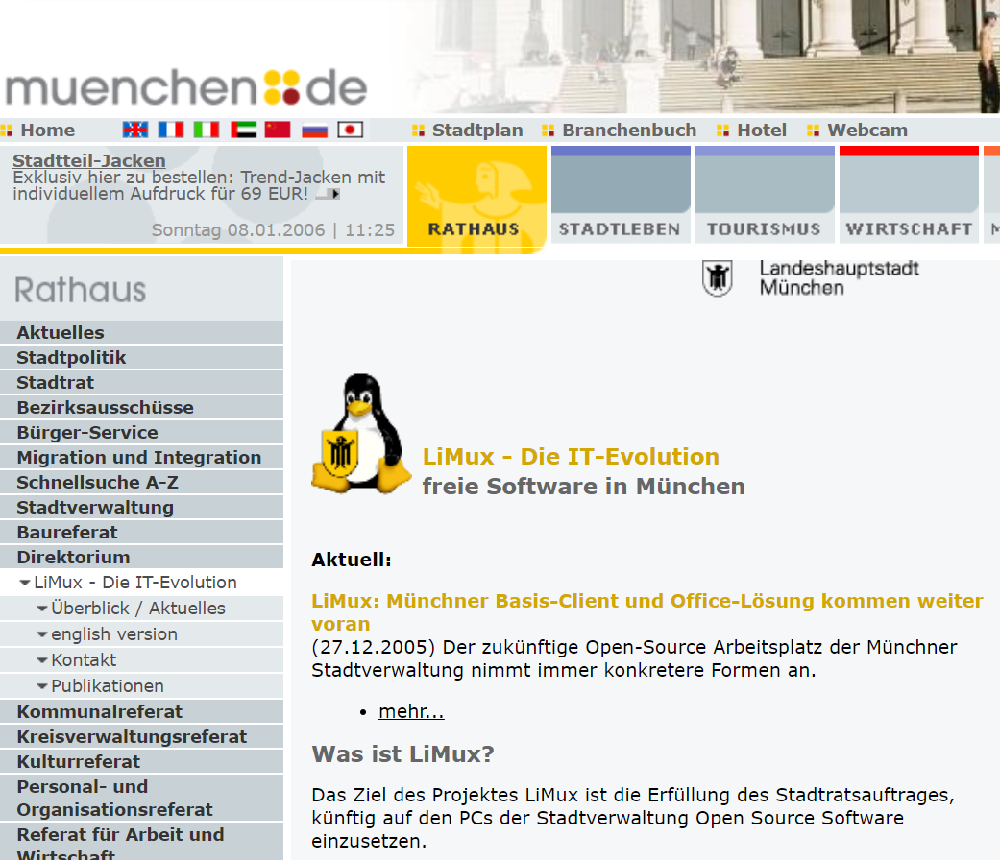 muenchen de
Home
Stadtplan Branchenbuch Hotel Webcam
Stadtteil-Jacken
Exklusiv hier zu bestellen: Trend-Jacken mit
individuellem Aufdruck für 69 EUR!
Sonntag 08.01.2006 | 11:25
RATHAUS STADTLEBEN TOURISMUS WIRTSCHAFT
Rathaus
Aktuelles
Stadtpolitik
Stadtrat
Bezirksausschüsse
Bürger-Service
Migration und Integration
Schnellsuche A-Z
Stadtverwaltung
Baureferat
Direktorium
LiMux - Die IT-Evolution
Überblick / Aktuelles
english version
Kontakt
Publikationen
Kommunalreferat
Kreisverwaltungsreferat
Kulturreferat
Personal- und
Organisationsreferat
Referat für Arbeit und
Wirtschaft
Landeshauptstadt
München
LiMux - Die IT-Evolution
freie Software in München
Aktuell:
LiMux: Münchner Basis-Client und Office-Lösung kommen weiter
voran
(27.12.2005) Der zukünftige Open-Source Arbeitsplatz der Münchner
Stadtverwaltung nimmt immer konkretere Formen an.
• mehr...
Was ist LiMux?
Das Ziel des Projektes LiMux ist die Erfüllung des Stadtratsauftrages,
künftig auf den PCs der Stadtverwaltung Open Source Software
einzusetzen.